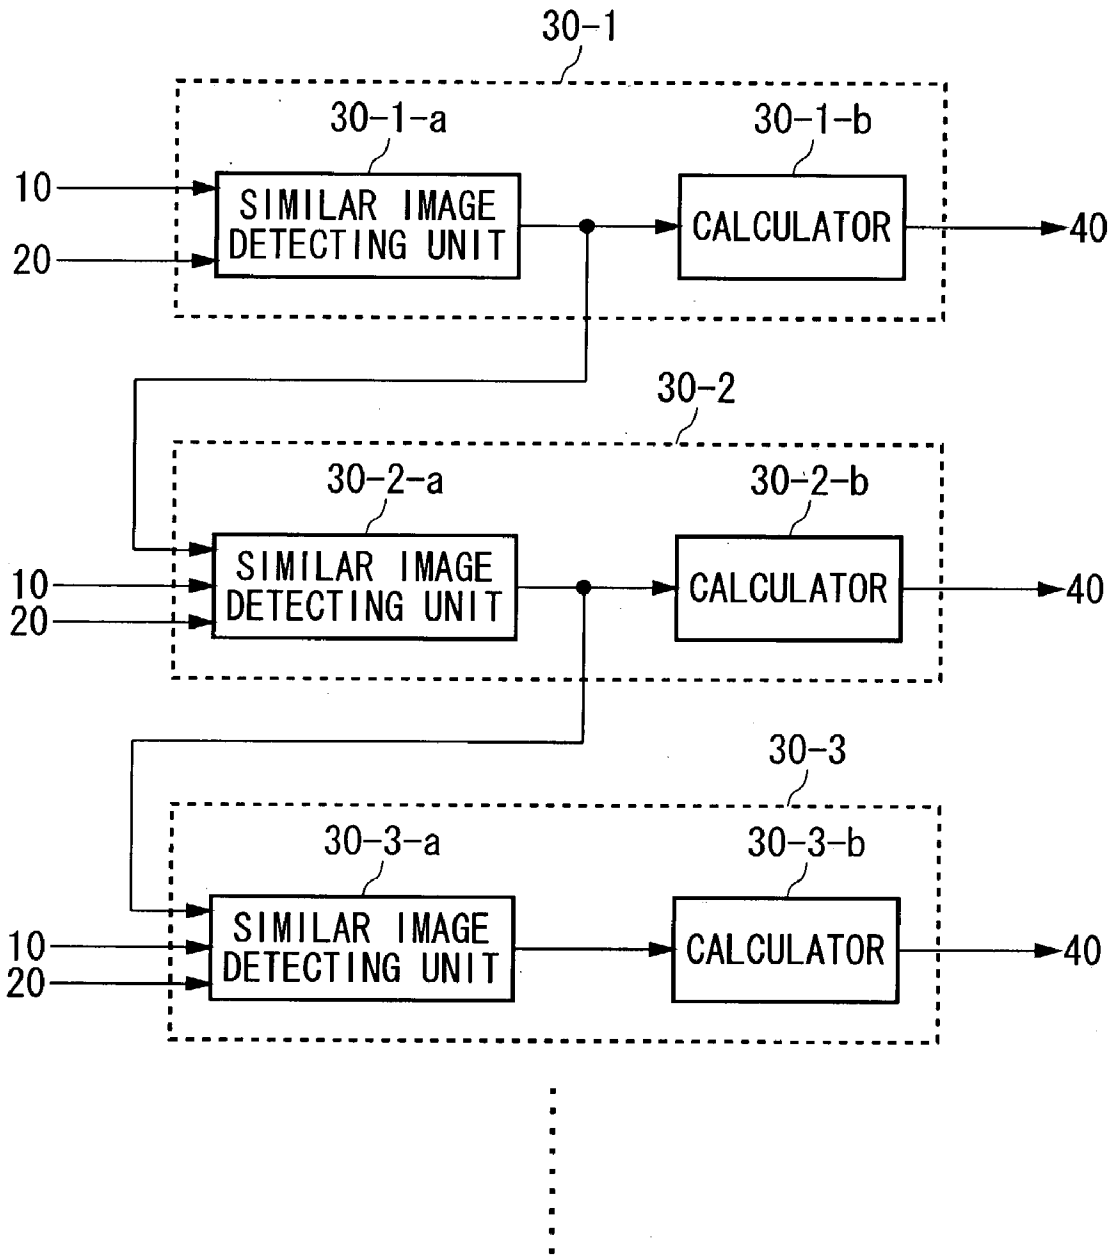 30-1
30-1-a
30-1-b
10
SIMILAR IMAGE
DETECTING UNIT
CALCULATOR
40
20
30-2
30-2-a
30-2-b
SIMILAR IMAGE
DETECTING UNIT
CALCULATOR
10
40
20
30-3
30-3-a
30-3-b
SIMILAR IMAGE
DETECTING UNIT
CALCULATOR
10
40
20